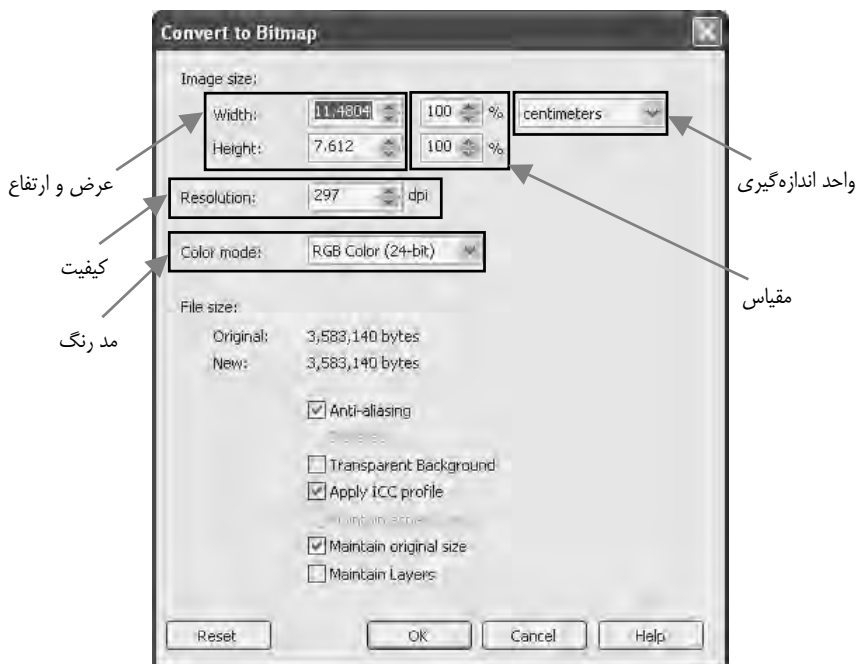 Convert to Bitmap
Image size:
Width: 11.4804 100 % centimeters
Height: 7.612 100 %
عرض و ارتفاع
واحد اندازه‌گیری
Resolution: 297 dpi
کیفیت
Color mode: RGB Color (24-bit)
مقیاس
مد رنگ
File size:
Original: 3,583,140 bytes
New: 3,583,140 bytes
Anti-aliasing
Transparent Background
Apply ICC profile
Maintain original size
Maintain Layers
Reset OK Cancel Help